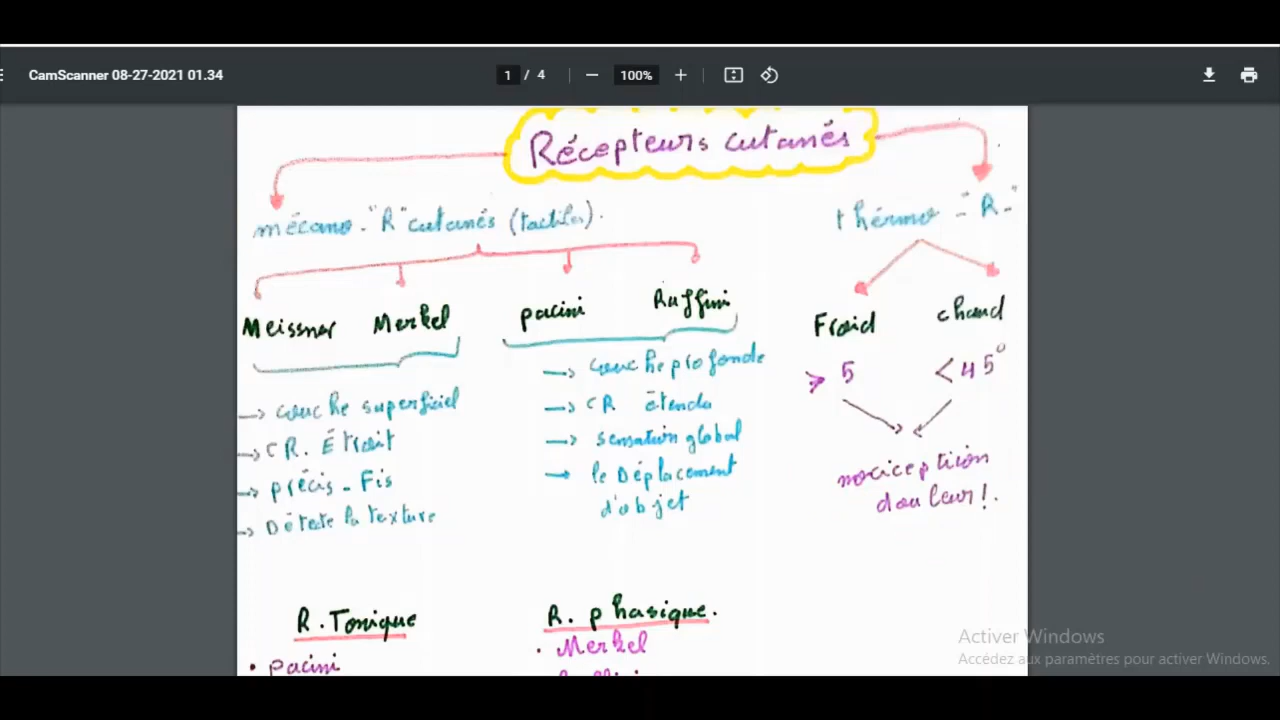 CamScanner 08-27-2021 01.34
1 / 4
100%
Récepteurs cutanés
mécano-"R" cutanés (tactiles).
thérmo-"R-"
Meissner Merkel pacini Ruffini
Froid chaud
> 5 < 45°
nociception
douleur!.
→ couche superficiel
→ CR. Étroit
→ précis - Fis
→ Détecte la texture
→ couche profonde
→ CR étendu
→ sensation global
→ le Déplacement
d'objet
R. Tonique
• pacini
R. phasique.
• Merkel
Activer Windows
Accédez aux paramètres pour activer Windows.